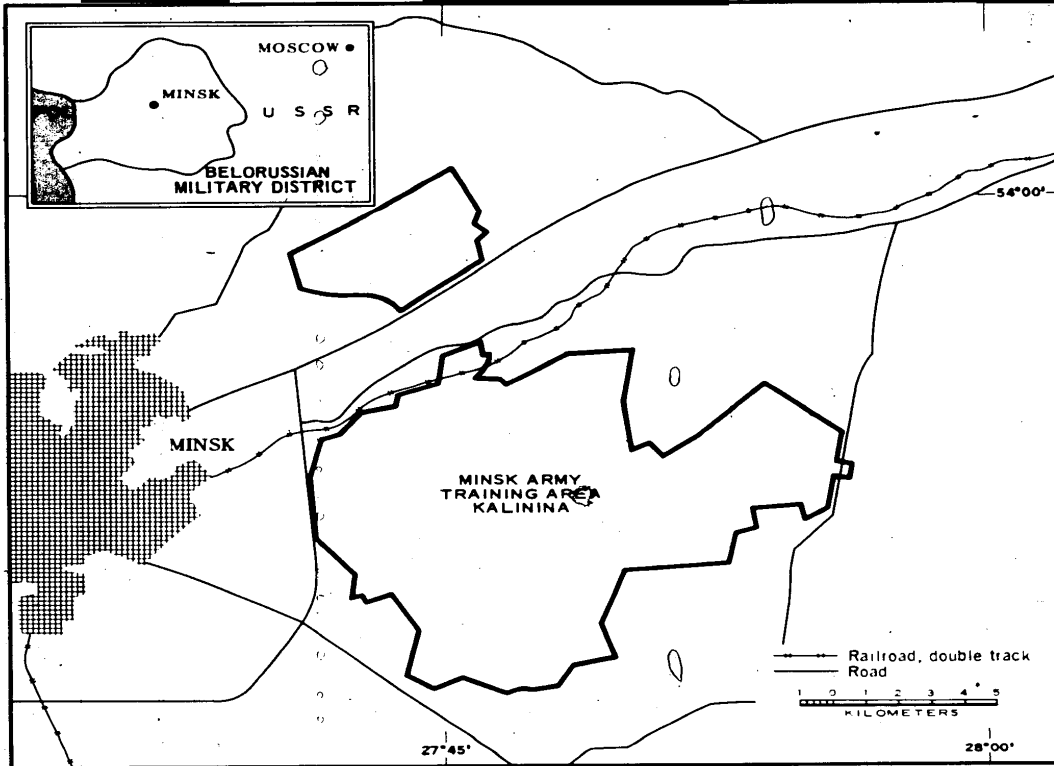 MOSCOW
MINSK
U S S R
BELORUSSIAN
MILITARY DISTRICT
54°00'
MINSK
MINSK ARMY
TRAINING AREA
KALININA
Railroad, double track
Road
1 0 1 2 3 4 5
KILOMETERS
27°45'
28°00'